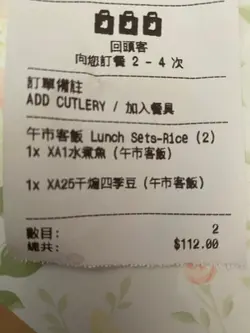 回頭客
向您訂餐 2 - 4 次
訂單備註
ADD CUTLERY / 加入餐具
午市客飯 Lunch Sets-Rice (2)
1x XA1水煮魚 (午市客飯)
1x XA25干煸四季豆 (午市客飯)
數目: 2
總共: $112.00